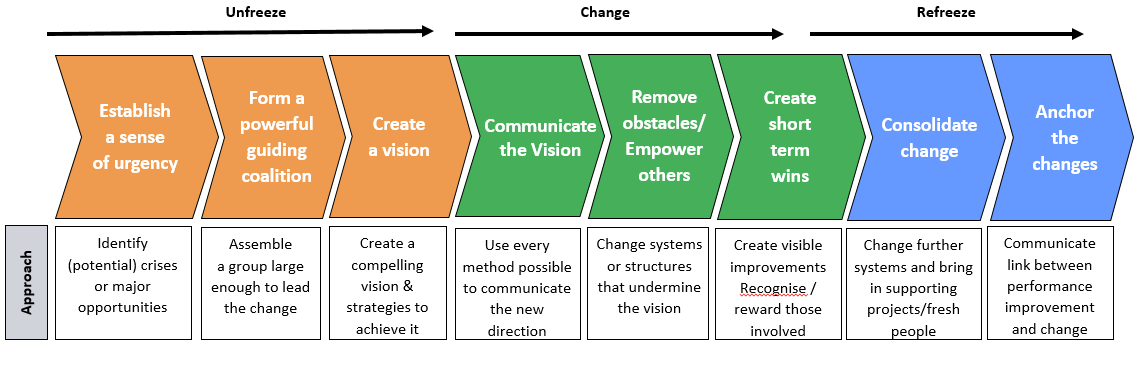 Unfreeze
Change
Refreeze
Establish
a sense
of urgency
Form a
powerful
guiding
coalition
Create
a vision
Communicate
the Vision
Remove
obstacles/
Empower
others
Create
short
term
wins
Consolidate
change
Anchor
the
changes
Approach
Identify
(potential) crises
or major
opportunities
Assemble
a group large
enough to lead
the change
Create a
compelling
vision &
strategies to
achieve it
Use every
method possible
to communicate
the new
direction
Change systems
or structures
that undermine
the vision
Create visible
improvements
Recognise /
reward those
involved
Change further
systems and bring
in supporting
projects/fresh
people
Communicate
link between
performance
improvement
and change